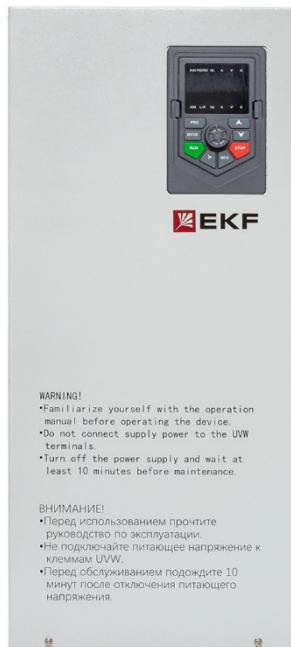 PRG
ENTER
RUN
STOP
EKF
WARNING!
•Familiarize yourself with the operation
manual before operating the device.
•Do not connect supply power to the UVW
terminals.
•Turn off the power supply and wait at
least 10 minutes before maintenance.
ВНИМАНИЕ!
•Перед использованием прочтите
руководство по эксплуатации.
•Не подключайте питающее напряжение к
клеммам UVW.
•Перед обслуживанием подождите 10
минут после отключения питающего
напряжения.